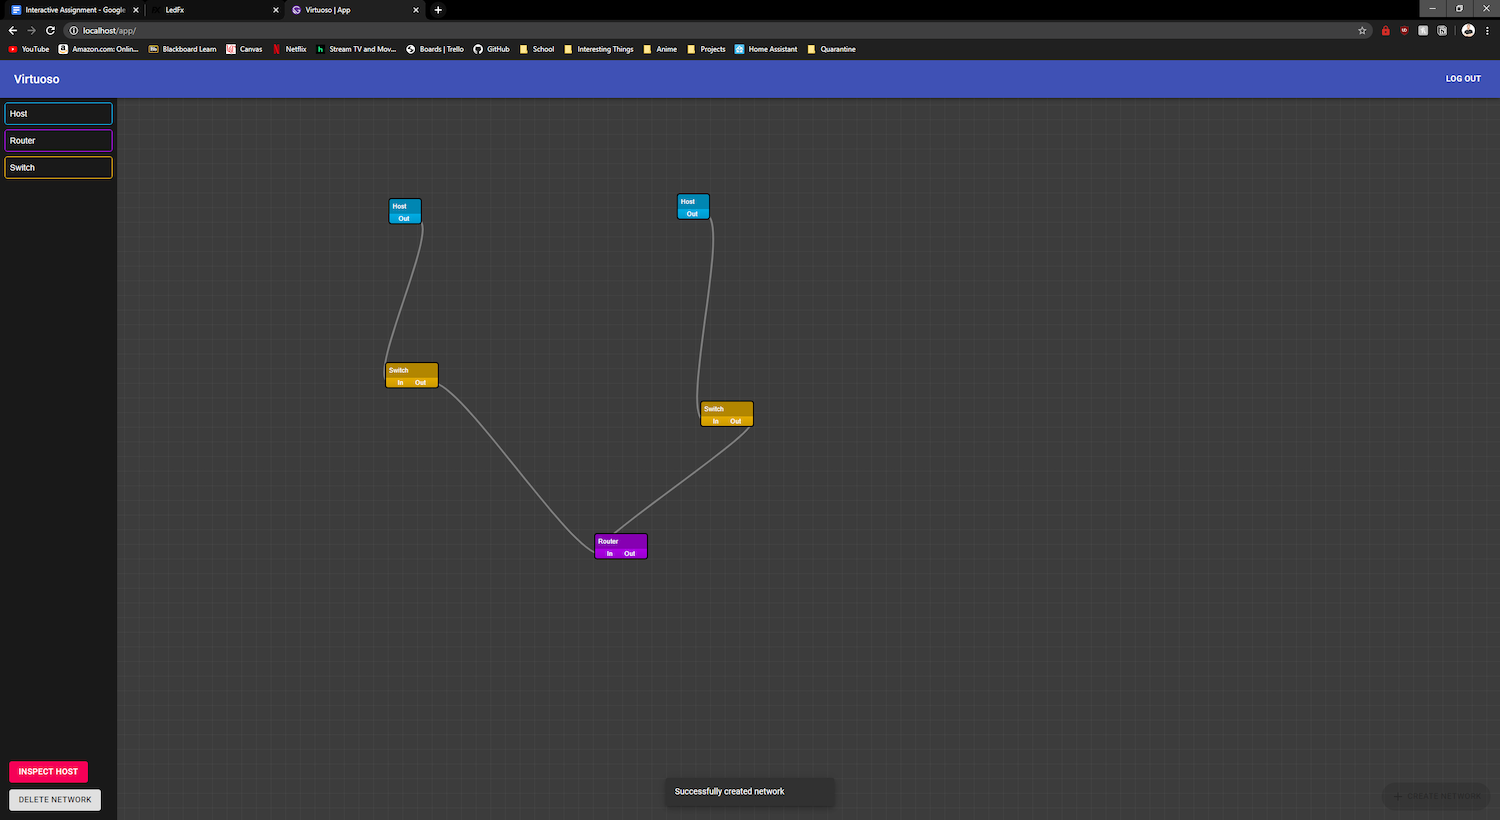 Interactive Assignment - Google
LedFx
Virtuoso | App
localhost/app/
YouTube
Amazon.com: Onlin...
Blackboard Learn
Canvas
Netflix
Stream TV and Mov...
Boards | Trello
GitHub
School
Interesting Things
Anime
Projects
Home Assistant
Quarantine
Virtuoso
LOG OUT
Host
Router
Switch
Host
Out
Host
Out
Switch
In Out
Switch
In Out
Router
In Out
INSPECT HOST
DELETE NETWORK
Successfully created network
+ CREATE NETWORK